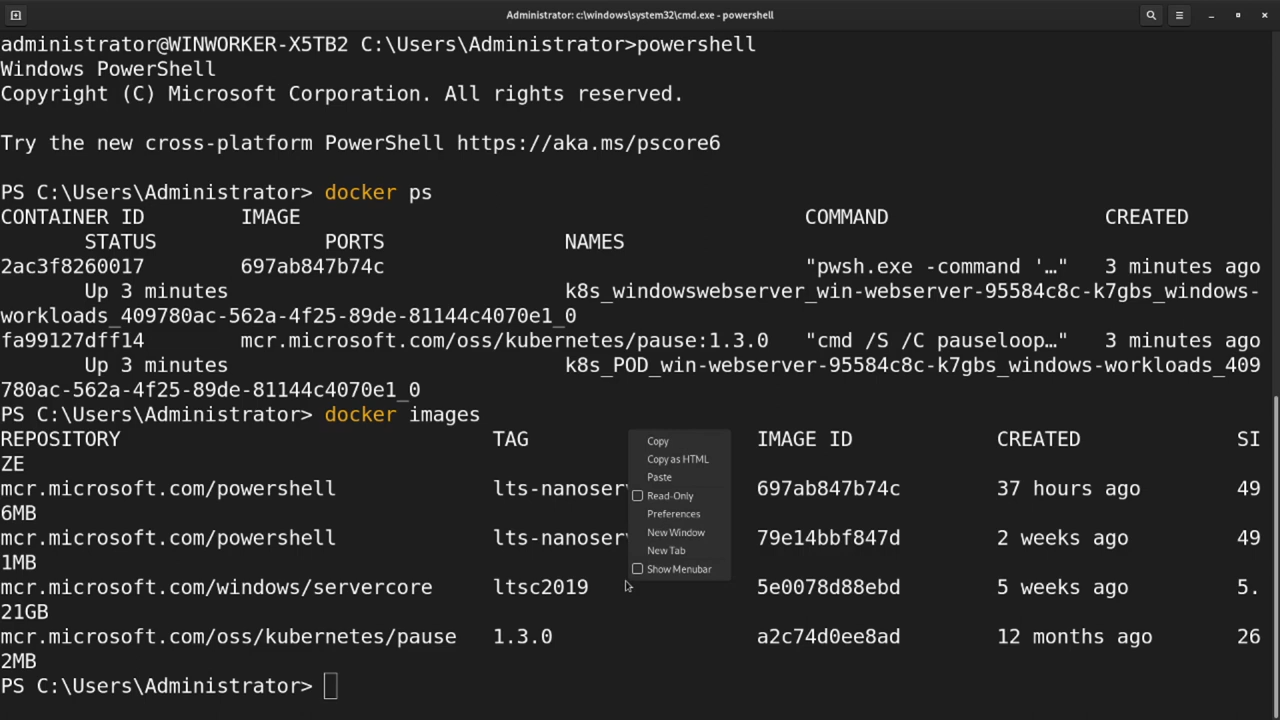 Administrator: c:\windows\system32\cmd.exe - powershell
administrator@WINWORKER-X5TB2 C:\Users\Administrator>powershell
Windows PowerShell
Copyright (C) Microsoft Corporation. All rights reserved.
Try the new cross-platform PowerShell https://aka.ms/pscore6
PS C:\Users\Administrator> docker ps
CONTAINER ID        IMAGE                                          COMMAND                  CREATED
       STATUS              PORTS               NAMES
2ac3f8260017        697ab847b74c                                   "pwsh.exe -command '…"   3 minutes ago
       Up 3 minutes                            k8s_windowswebserver_win-webserver-95584c8c-k7gbs_windows-
workloads_409780ac-562a-4f25-89de-81144c4070e1_0
fa99127dff14        mcr.microsoft.com/oss/kubernetes/pause:1.3.0   "cmd /S /C pauseloop…"   3 minutes ago
       Up 3 minutes                            k8s_POD_win-webserver-95584c8c-k7gbs_windows-workloads_409
780ac-562a-4f25-89de-81144c4070e1_0
PS C:\Users\Administrator> docker images
REPOSITORY                               TAG                   IMAGE ID            CREATED             SI
ZE
mcr.microsoft.com/powershell             lts-nanoserv          697ab847b74c        37 hours ago        49
6MB
mcr.microsoft.com/powershell             lts-nanoserv          79e14bbf847d        2 weeks ago         49
1MB
mcr.microsoft.com/windows/servercore     ltsc2019              5e0078d88ebd        5 weeks ago         5.
21GB
mcr.microsoft.com/oss/kubernetes/pause   1.3.0                 a2c74d0ee8ad        12 months ago       26
2MB
PS C:\Users\Administrator>
Copy
Copy as HTML
Paste
Read-Only
Preferences
New Window
New Tab
Show Menubar